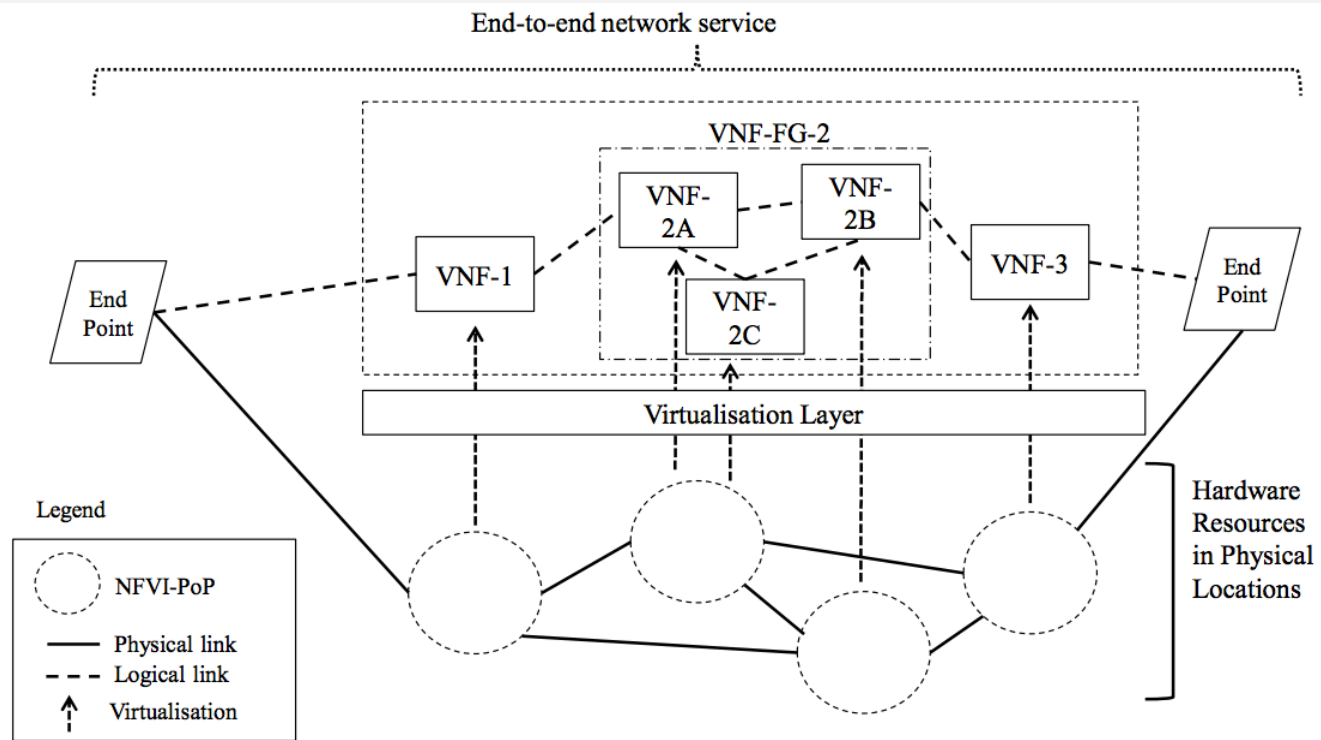 End-to-end network service
VNF-FG-2
VNF-
2A
VNF-
2B
VNF-1
VNF-3
VNF-
2C
End
Point
End
Point
Virtualisation Layer
Hardware
Resources
in Physical
Locations
Legend
NFVI-PoP
Physical link
Logical link
Virtualisation